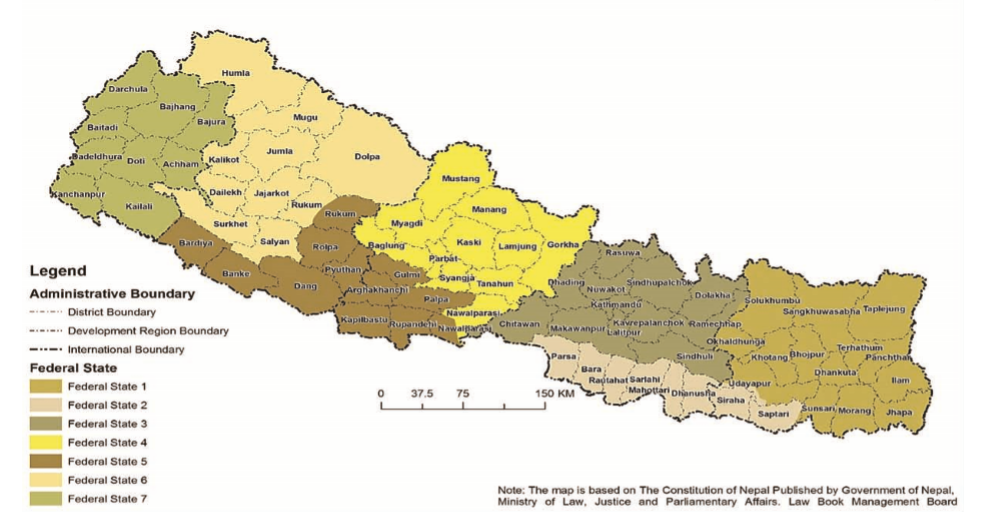 Humla
Darchula
Bajhang
Bajura
Mugu
Baitadi
Jumla
Dolpa
Dadeldhura
Doti
Achham
Kalikot
Mustang
Kanchanpur
Kailali
Dailekh
Jajarkot
Rukum
Rukum
Manang
Surkhet
Myagdi
Bardiya
Salyan
Rolpa
Baglung
Kaski
Lamjung
Gorkha
Rasuwa
Parbat
Banke
Pyuthan
Gulmi
Syangja
Tanahun
Dhading
Nuwakot
Sindhupalchok
Dang
Arghakhanchi
Palpa
Dolakha
Solukhumbu
Sangkhuwasabha
Taplejung
Kathmandu
Kapilbastu
Rupandehi
Nawalparasi
Nawalparasi
Chitawan
Makawanpur
Lalitpur
Kavrepalanchok
Ramechhap
Okhaldhunga
Terhathum
Panchthar
Parsa
Sindhuli
Khotang
Bhojpur
Dhankuta
Ilam
Bara
Rautahat
Sarlahi
Mahottari
Dhanusha
Udayapur
Siraha
Saptari
Sunsari
Morang
Jhapa
Legend
Administrative Boundary
District Boundary
Development Region Boundary
International Boundary
Federal State
Federal State 1
Federal State 2
Federal State 3
Federal State 4
Federal State 5
Federal State 6
Federal State 7
0 37.5 75 150 KM
Note: The map is based on The Constitution of Nepal Published by Government of Nepal,
Ministry of Law, Justice and Parliamentary Affairs. Law Book Management Board